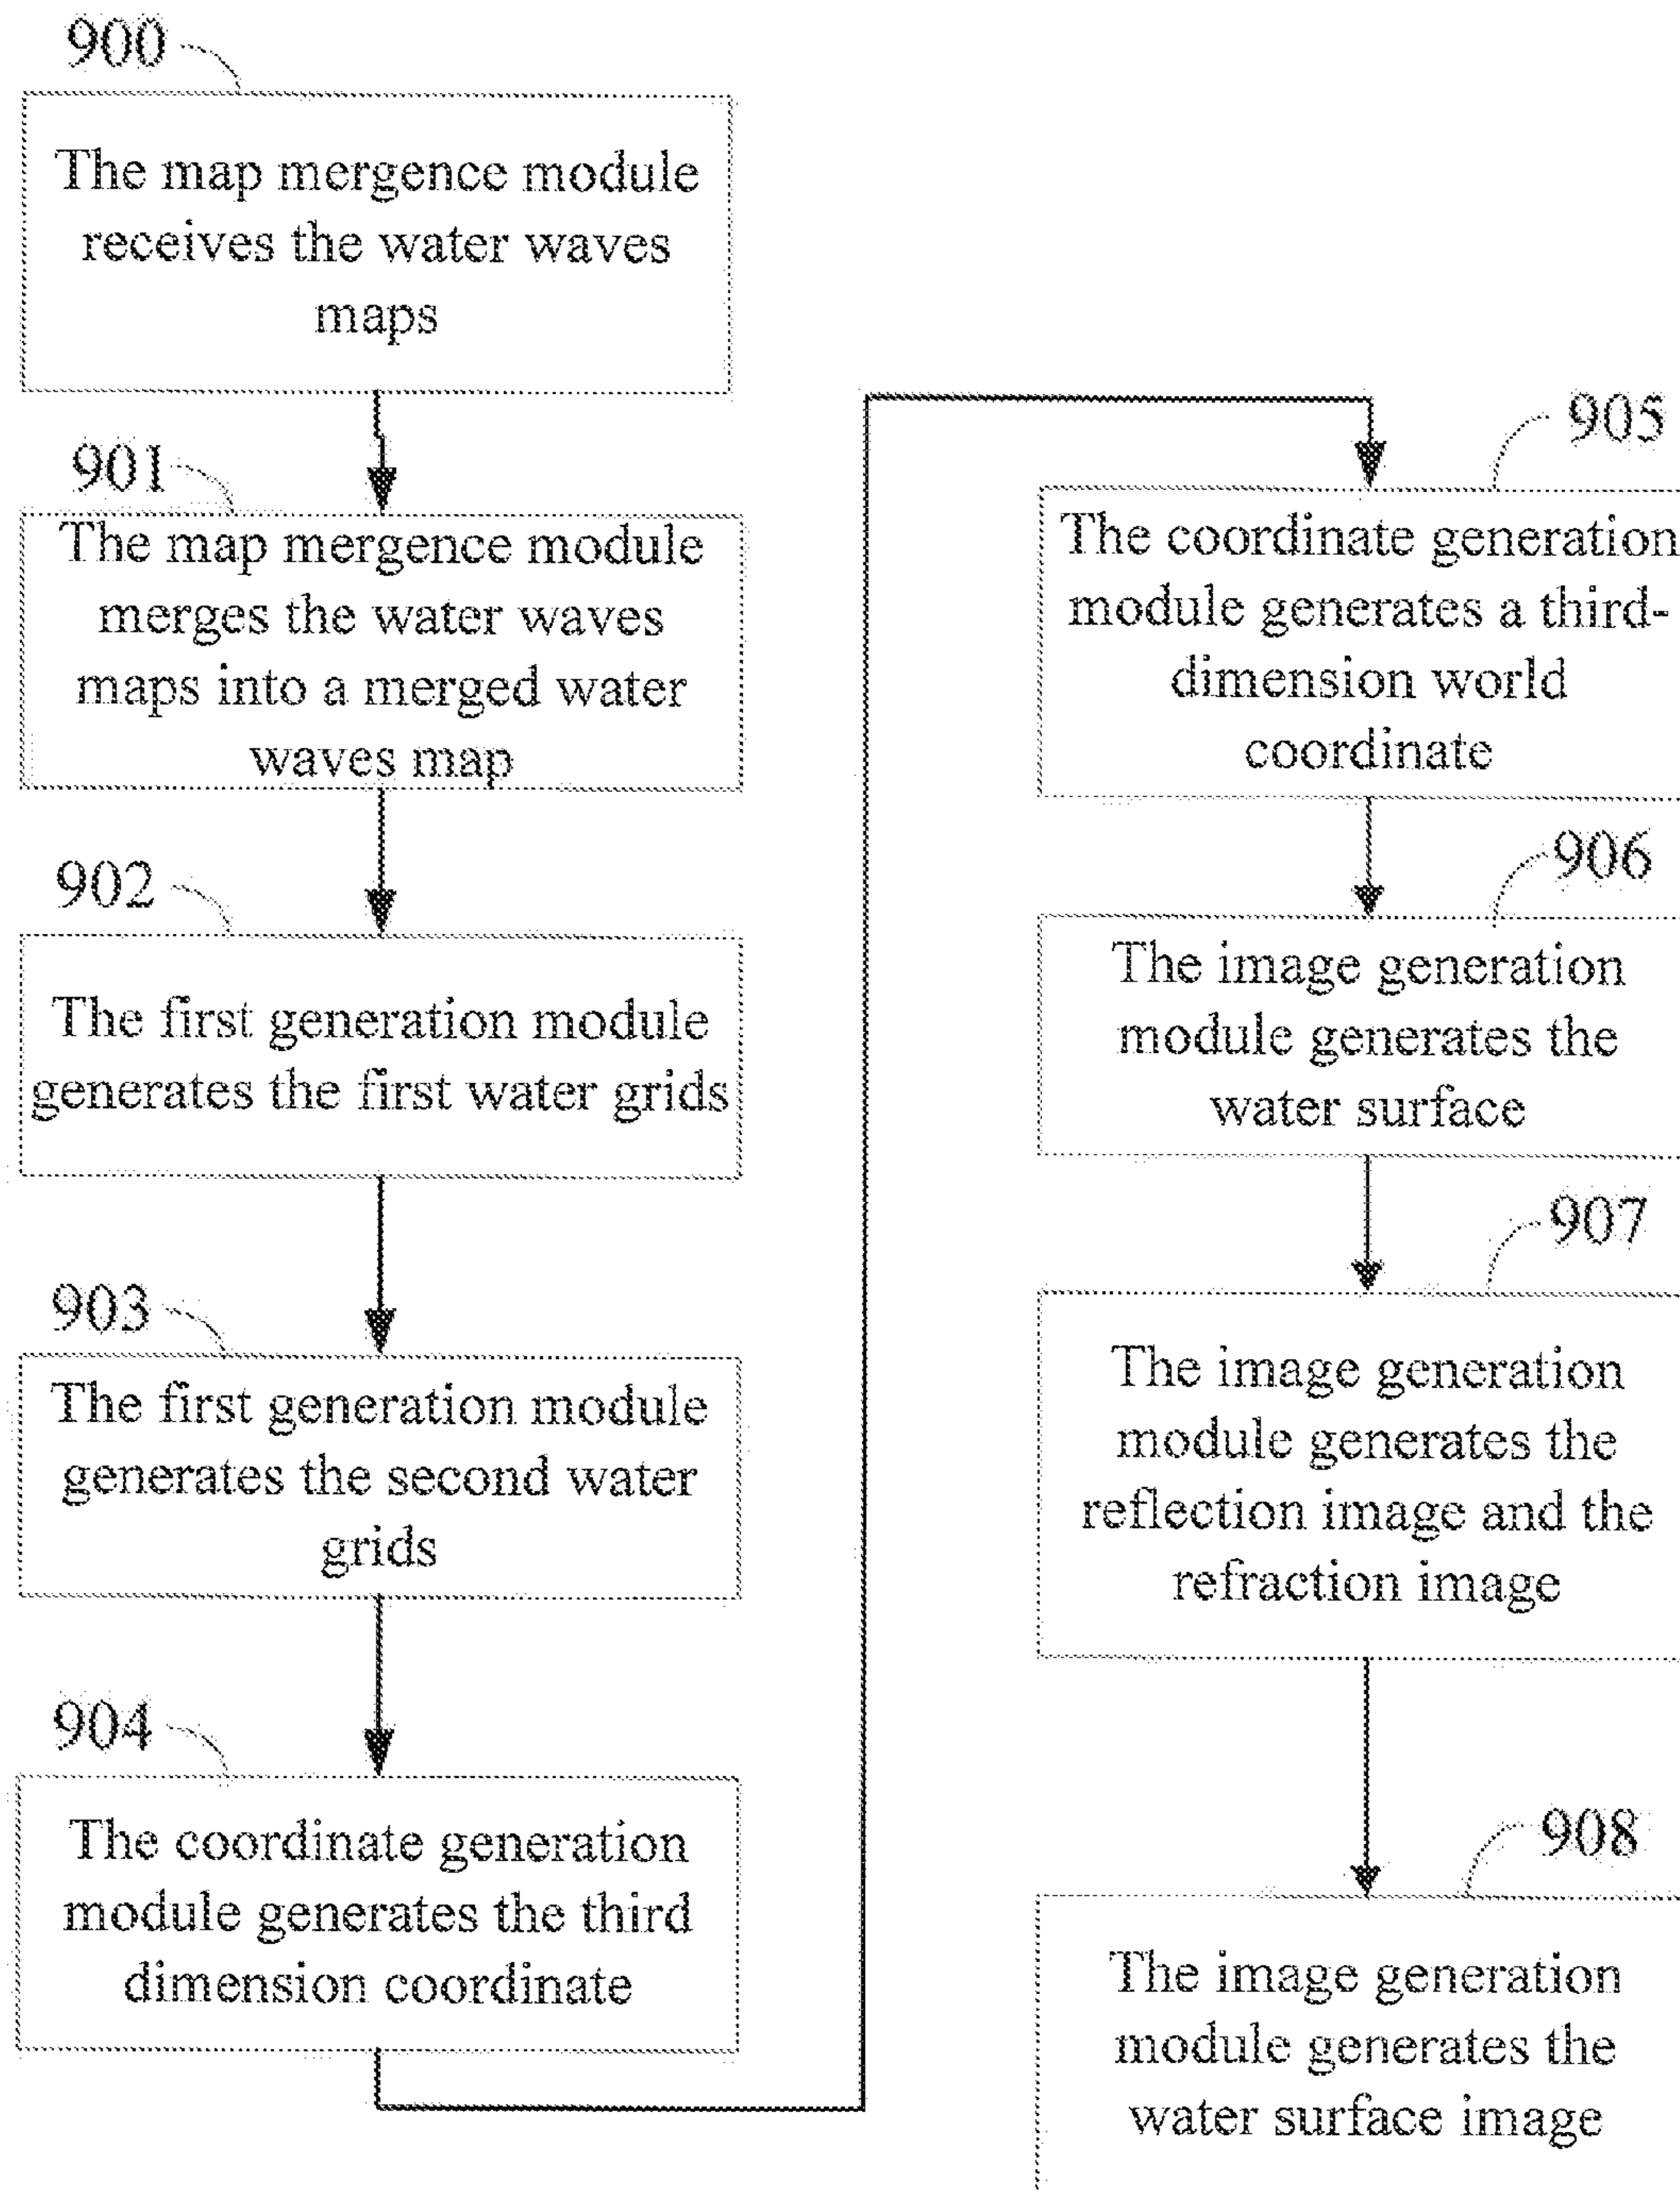 900
The map mergence module
receives the water waves
maps
901
The map mergence module
merges the water waves
maps into a merged water
waves map
902
The first generation module
generates the first water grids
903
The first generation module
generates the second water
grids
904
The coordinate generation
module generates the third
dimension coordinate
905
The coordinate generation
module generates a third-
dimension world
coordinate
906
The image generation
module generates the
water surface
907
The image generation
module generates the
reflection image and the
refraction image
908
The image generation
module generates the
water surface image